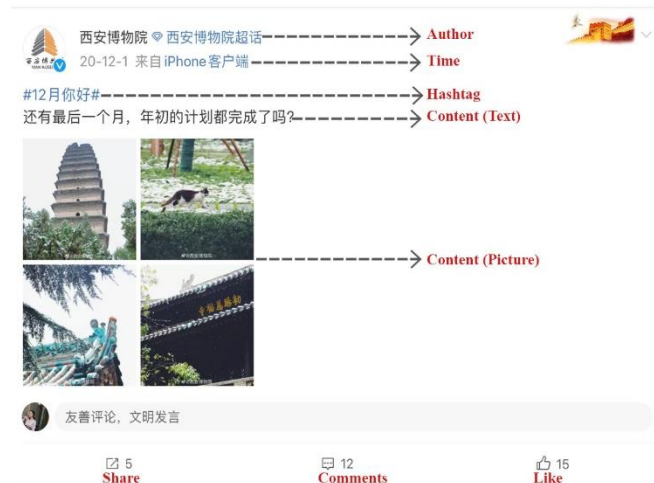 西安博物院 西安博物院超话 Author
20-12-1 来自 iPhone客户端 Time
#12月你好# Hashtag
还有最后一个月，年初的计划都完成了吗? Content (Text)
Content (Picture)
友善评论，文明发言
5 12 15
Share Comments Like